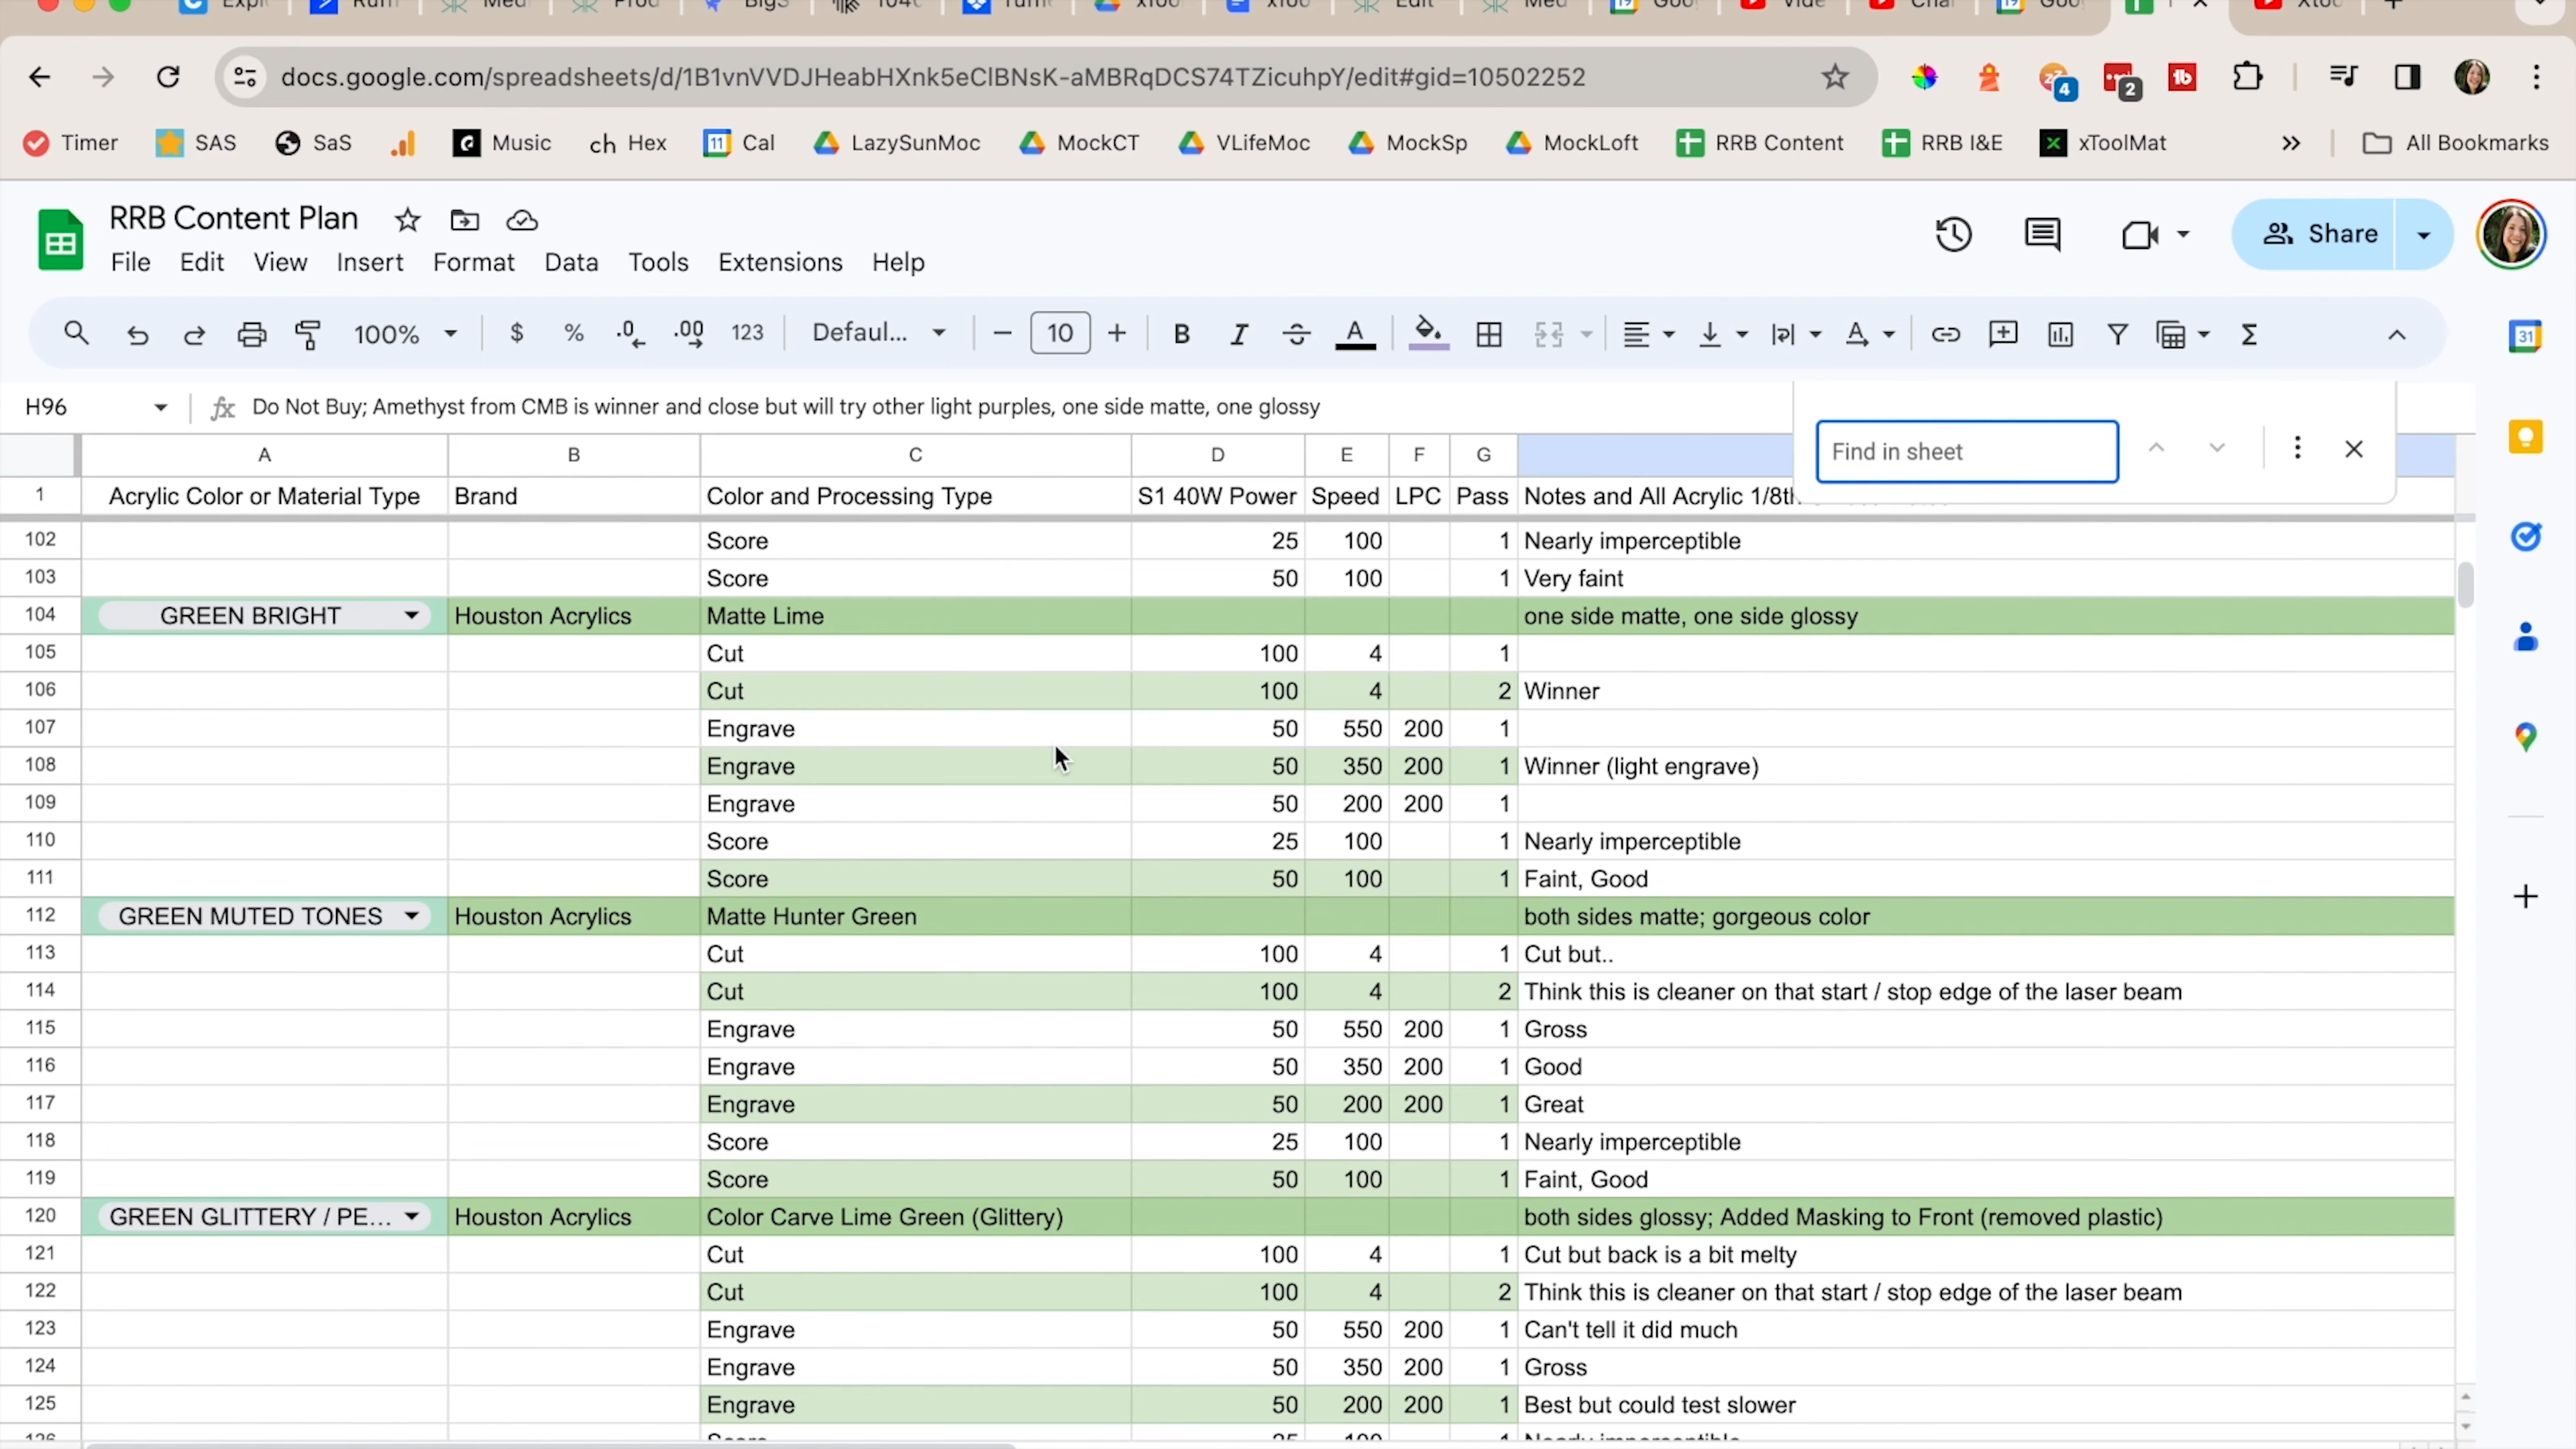 docs.google.com/spreadsheets/d/1B1vnVVDJHeabHXnk5eClBNsK-aMBRqDCS74TZicuhpY/edit#gid=10502252
4 2
Timer SAS SaS Music ch Hex Cal LazySunMoc MockCT VLifeMoc MockSp MockLoft RRB Content RRB I&E xToolMat » All Bookmarks
RRB Content Plan
Share
File Edit View Insert Format Data Tools Extensions Help
100% $ % .0 .00 123 Defaul... − 10 + B I A Σ
31
H96 fx Do Not Buy; Amethyst from CMB is winner and close but will try other light purples, one side matte, one glossy
Find in sheet
A B C D E F G
1 Acrylic Color or Material Type Brand Color and Processing Type S1 40W Power Speed LPC Pass Notes and All Acrylic 1/8th
102 Score 25 100 1 Nearly imperceptible
103 Score 50 100 1 Very faint
104 GREEN BRIGHT Houston Acrylics Matte Lime one side matte, one side glossy
105 Cut 100 4 1
106 Cut 100 4 2 Winner
107 Engrave 50 550 200 1
108 Engrave 50 350 200 1 Winner (light engrave)
109 Engrave 50 200 200 1
110 Score 25 100 1 Nearly imperceptible
111 Score 50 100 1 Faint, Good
112 GREEN MUTED TONES Houston Acrylics Matte Hunter Green both sides matte; gorgeous color
113 Cut 100 4 1 Cut but..
114 Cut 100 4 2 Think this is cleaner on that start / stop edge of the laser beam
115 Engrave 50 550 200 1 Gross
116 Engrave 50 350 200 1 Good
117 Engrave 50 200 200 1 Great
118 Score 25 100 1 Nearly imperceptible
119 Score 50 100 1 Faint, Good
120 GREEN GLITTERY / PE... Houston Acrylics Color Carve Lime Green (Glittery) both sides glossy; Added Masking to Front (removed plastic)
121 Cut 100 4 1 Cut but back is a bit melty
122 Cut 100 4 2 Think this is cleaner on that start / stop edge of the laser beam
123 Engrave 50 550 200 1 Can't tell it did much
124 Engrave 50 350 200 1 Gross
125 Engrave 50 200 200 1 Best but could test slower
126 Score 25 100 1 Nearly imperceptible